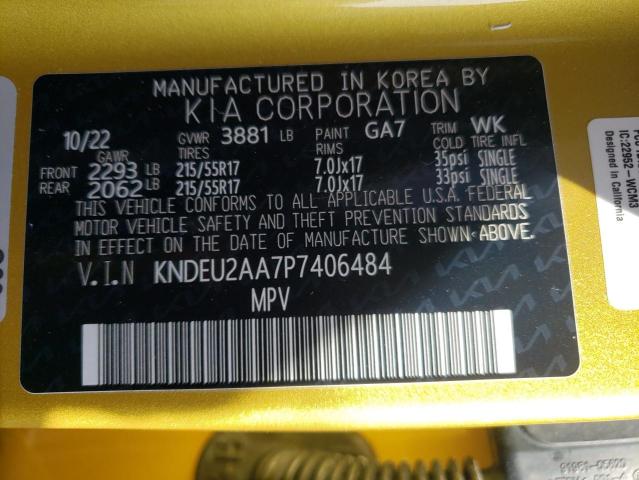 MANUFACTURED IN KOREA BY
KIA CORPORATION
10/22 GVWR 3881 LB PAINT GA7 TRIM WK
GAWR TIRES RIMS COLD TIRE INFL
FRONT 2293 LB 215/55R17 7.0Jx17 35psi SINGLE
REAR 2062 LB 215/55R17 7.0Jx17 33psi SINGLE
THIS VEHICLE CONFORMS TO ALL APPLICABLE U.S.A. FEDERAL
MOTOR VEHICLE SAFETY AND THEFT PREVENTION STANDARDS
IN EFFECT ON THE DATE OF MANUFACTURE SHOWN ABOVE.
V.I.N KNDEU2AA7P7406484
MPV
IC:22952-WCM3
Designed in California